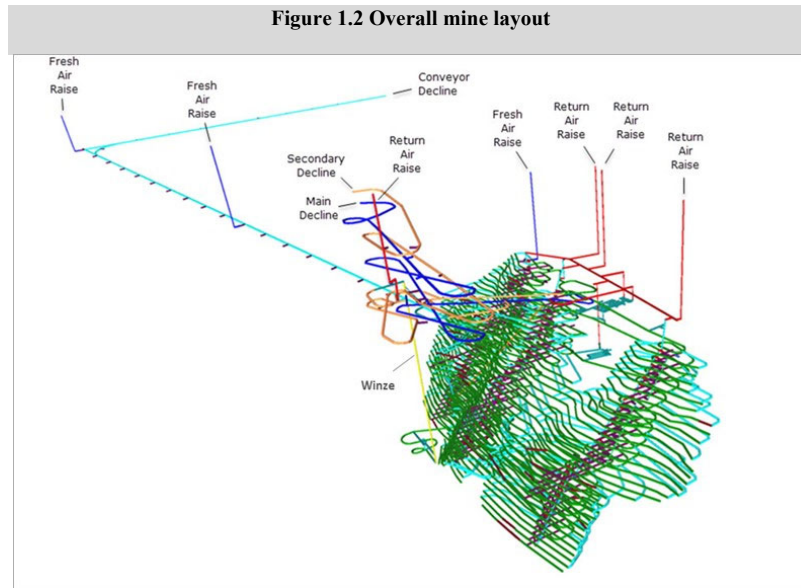 Figure 1.2 Overall mine layout
Fresh
Air
Raise
Fresh
Air
Raise
Conveyor
Decline
Secondary
Decline
Main
Decline
Return
Air
Raise
Fresh
Air
Raise
Return
Air
Raise
Return
Air
Raise
Return
Air
Raise
Winze